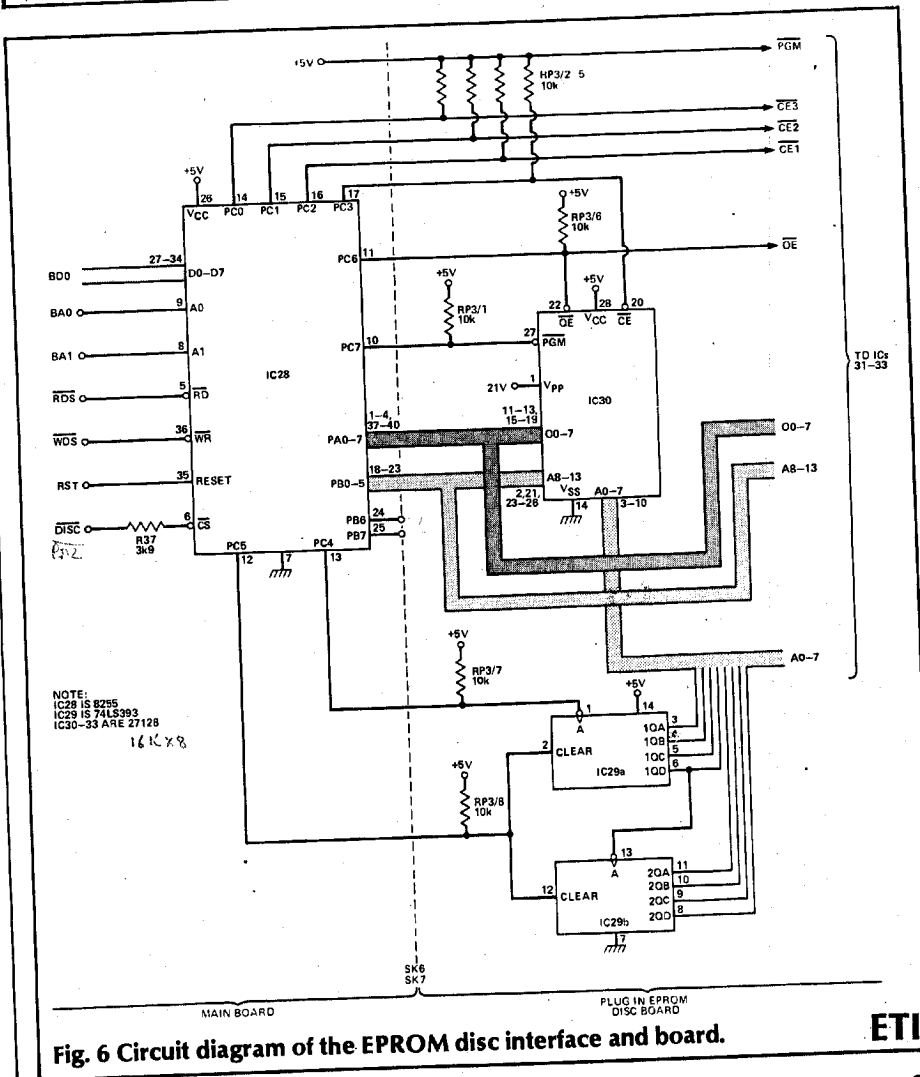 +5V
PGM
RP3/2 5
10k
CE3
CE2
CE1
+5V
26
14
15
16
17
VCC
PC0
PC1
PC2
PC3
+5V
RP3/6
10k
PC6
11
OE
BD0
27–34
D0–D7
+5V
BA0
9
A0
RP3/1
10k
+5V
22
28
20
OE
VCC
CE
BA1
8
A1
PC7
10
27
PGM
TO ICs
31–33
IC28
21V
1
VPP
IC30
RDS
5
RD
1–4,
37–40
PA0–7
11–13,
15–19
O0–7
O0–7
WDS
36
WR
18–23
PB0–5
A8–13
A8–13
VSS
A0–7
2,21,
23–26
14
3–10
RST
35
RESET
PB6
24
PB7
25
DISC
R37
3k9
6
CS
PC5
PC4
12
7
13
+5V
RP3/7
10k
A0–7
NOTE:
IC28 IS 8255
IC29 IS 74LS393
IC30–33 ARE 27128
16K x 8
+5V
1
14
A
1QA
3
1QB
1QC
5
1QD
6
2
CLEAR
IC29a
+5V
RP3/8
10k
13
A
2QA
11
2QB
10
2QC
9
2QD
8
12
CLEAR
IC29b
7
SK6
SK7
MAIN BOARD
PLUG IN EPROM
DISC BOARD
Fig. 6 Circuit diagram of the EPROM disc interface and board.
ETI